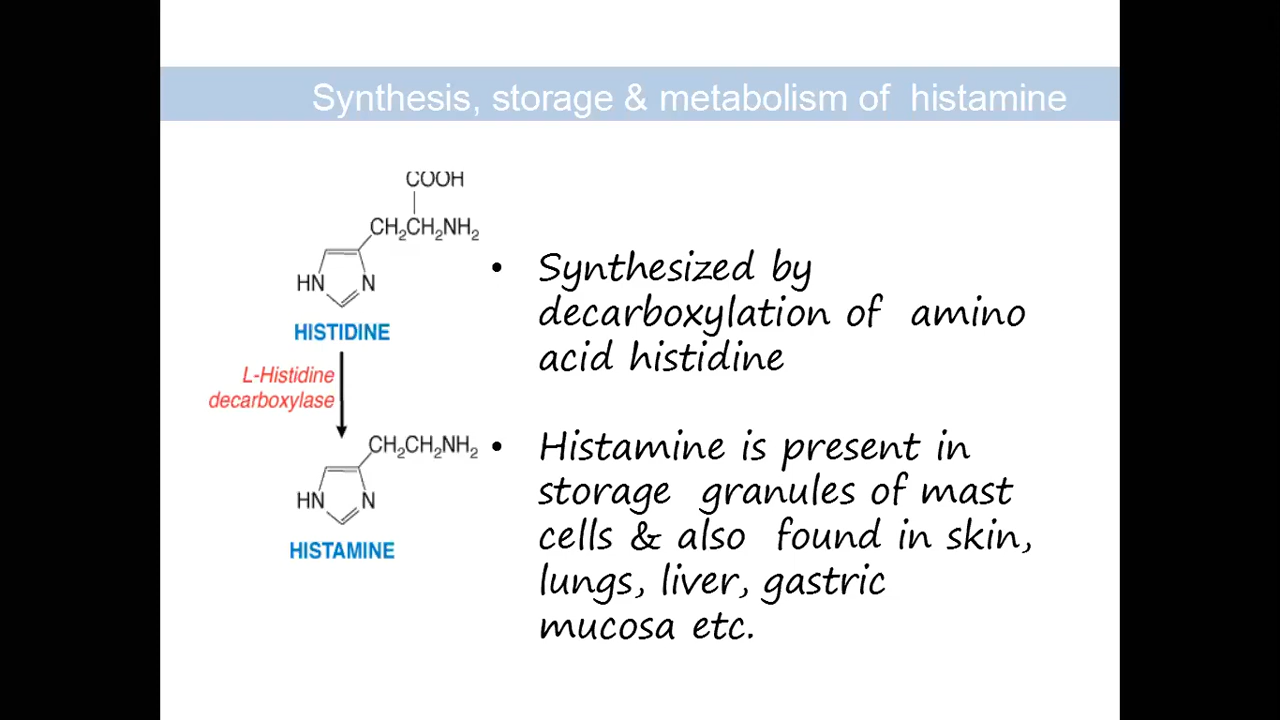 Synthesis, storage & metabolism of histamine
COOH
CH₂CH₂NH₂
HN N
HISTIDINE
L-Histidine
decarboxylase
CH₂CH₂NH₂
HN N
HISTAMINE
• Synthesized by
decarboxylation of amino
acid histidine
• Histamine is present in
storage granules of mast
cells & also found in skin,
lungs, liver, gastric
mucosa etc.